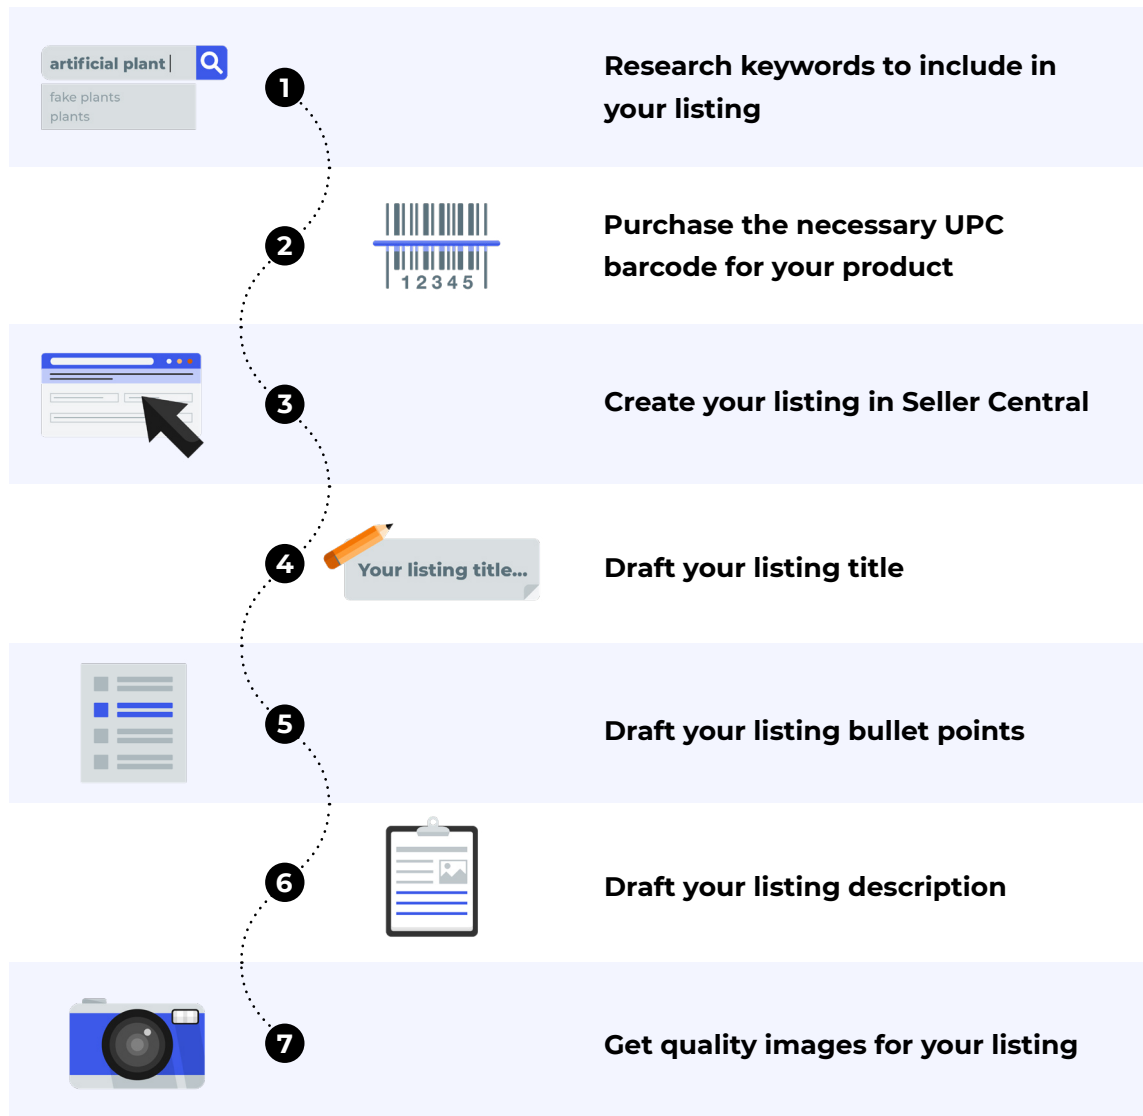 artificial plant
fake plants
plants
1
Research keywords to include in
your listing
2
12345
Purchase the necessary UPC
barcode for your product
3
Create your listing in Seller Central
4
Your listing title...
Draft your listing title
5
Draft your listing bullet points
6
Draft your listing description
7
Get quality images for your listing